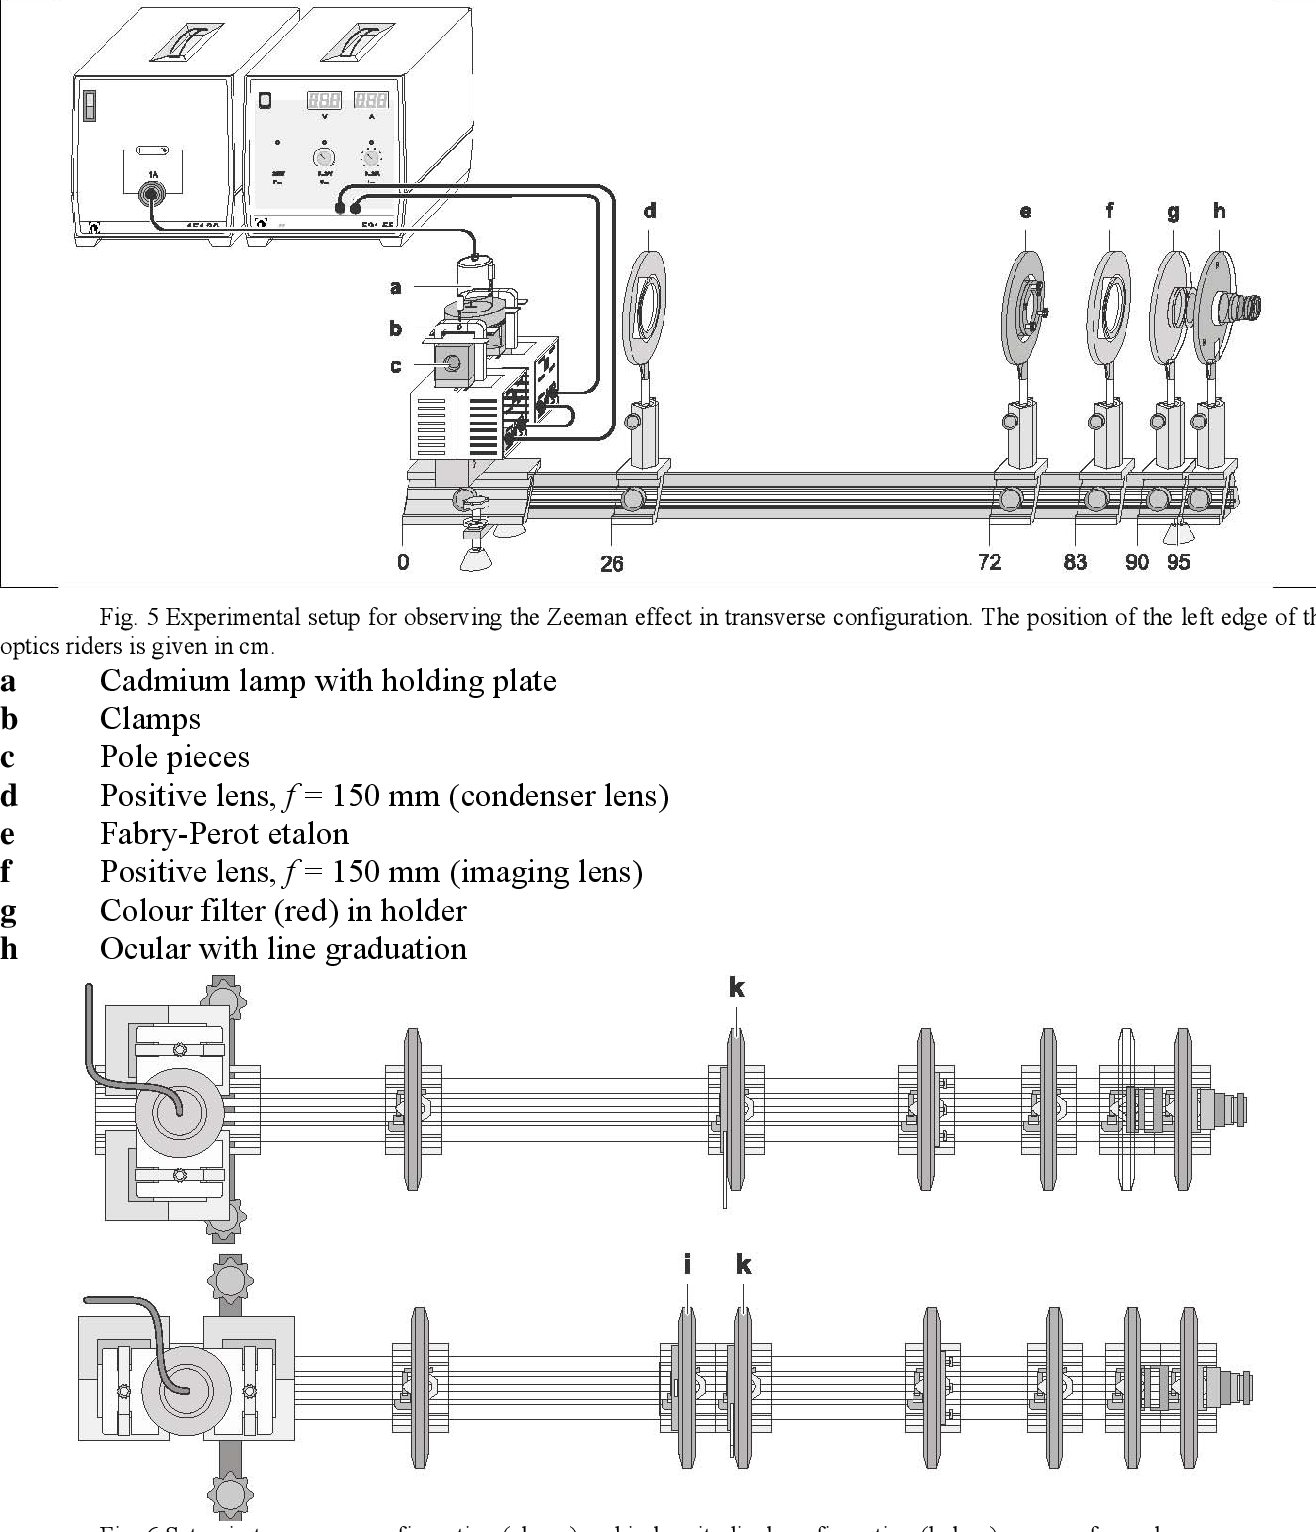 V
A
1A
d
e
f
g
h
a
b
c
0
26
72
83
90
95
Fig. 5 Experimental setup for observing the Zeeman effect in transverse configuration. The position of the left edge of
optics riders is given in cm.
a Cadmium lamp with holding plate
b Clamps
c Pole pieces
d Positive lens, f = 150 mm (condenser lens)
e Fabry-Perot etalon
f Positive lens, f = 150 mm (imaging lens)
g Colour filter (red) in holder
h Ocular with line graduation
k
i
k